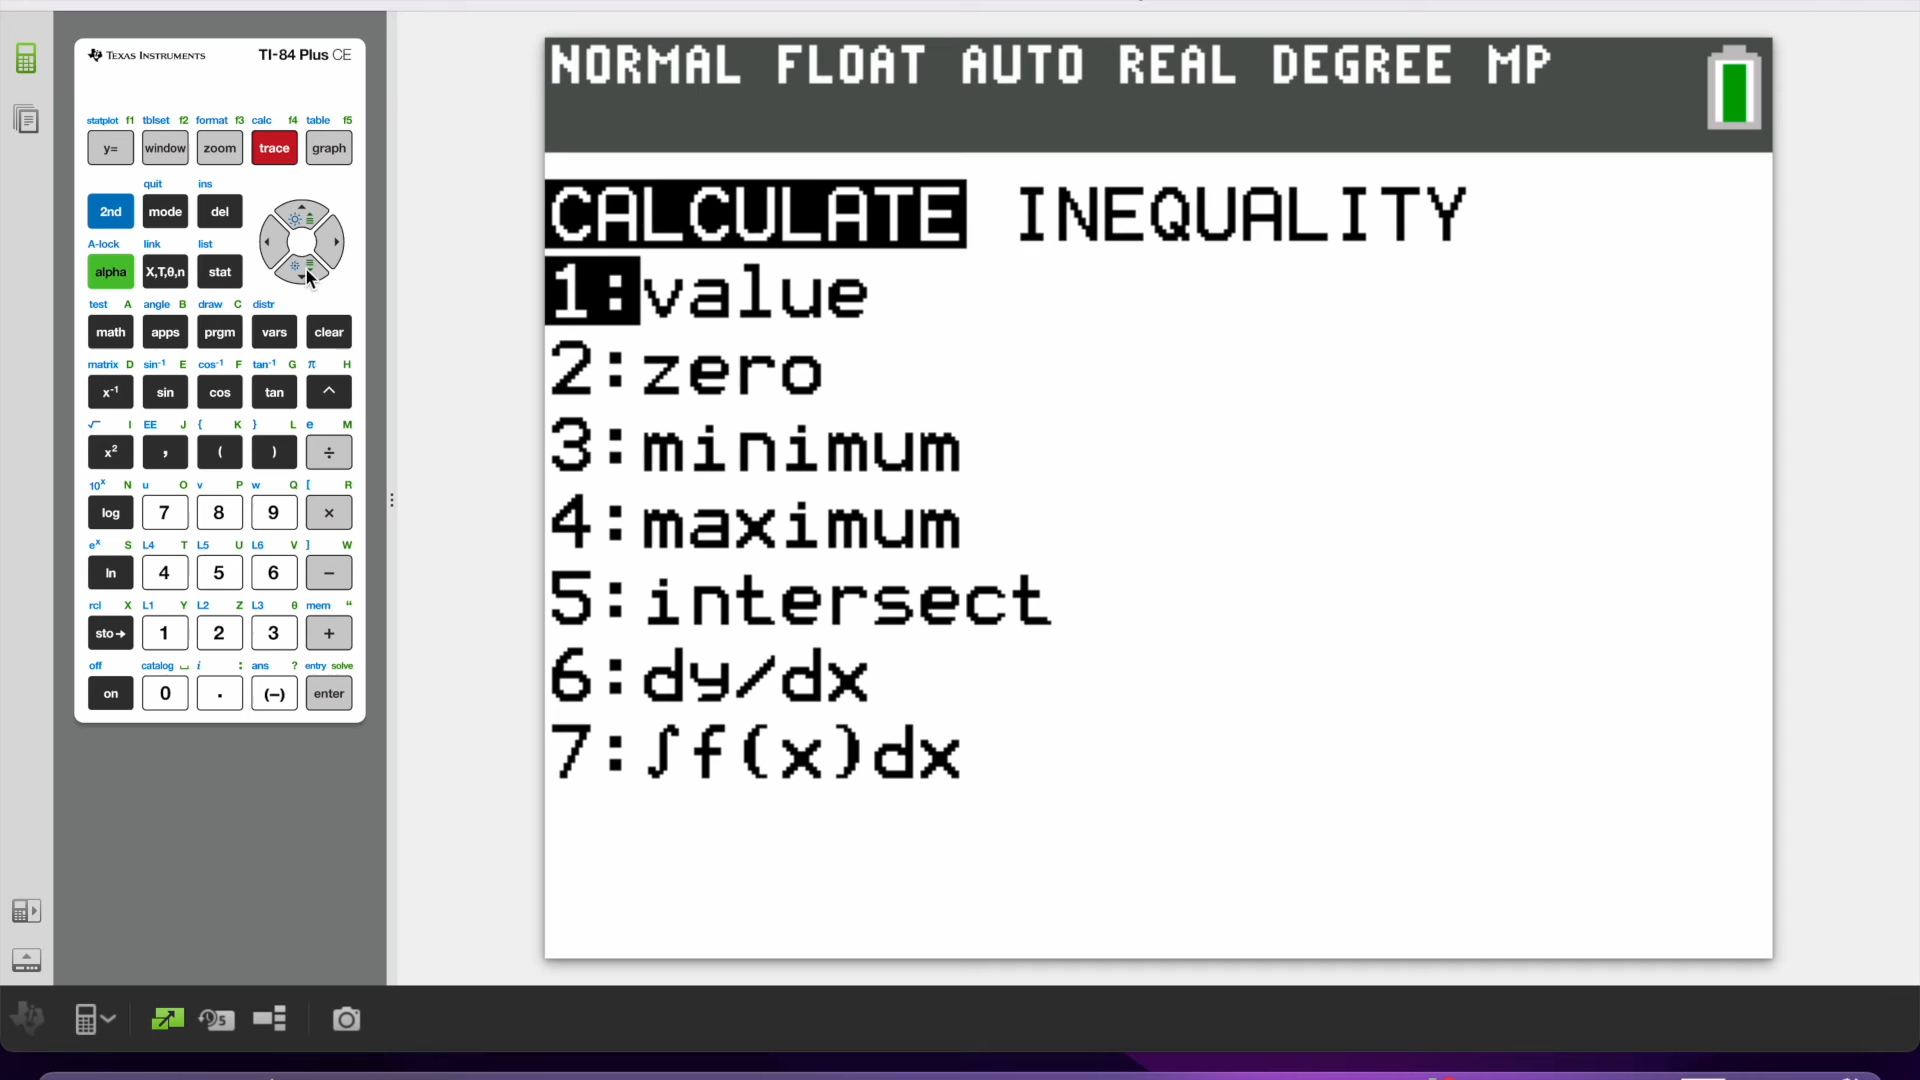 TEXAS INSTRUMENTS TI-84 Plus CE
statplot f1 tblset f2 format f3 calc f4 table f5
y= window zoom trace graph
quit ins
2nd mode del
A-lock link list
alpha X,T,θ,n stat
test A angle B draw C distr
math apps prgm vars clear
matrix D sin⁻¹ E cos⁻¹ F tan⁻¹ G π H
x⁻¹ sin cos tan ^
√ I EE J { K } L e M
x² , ( ) ÷
10ˣ N u O v P w Q [ R
log 7 8 9 ×
eˣ S L4 T L5 U L6 V ] W
ln 4 5 6 −
rcl X L1 Y L2 Z L3 θ mem “
sto→ 1 2 3 +
off catalog ⎵ i : ans ? entry solve
on 0 . (−) enter
NORMAL FLOAT AUTO REAL DEGREE MP
CALCULATE INEQUALITY
1:value
2:zero
3:minimum
4:maximum
5:intersect
6:dy/dx
7:∫f(x)dx
5